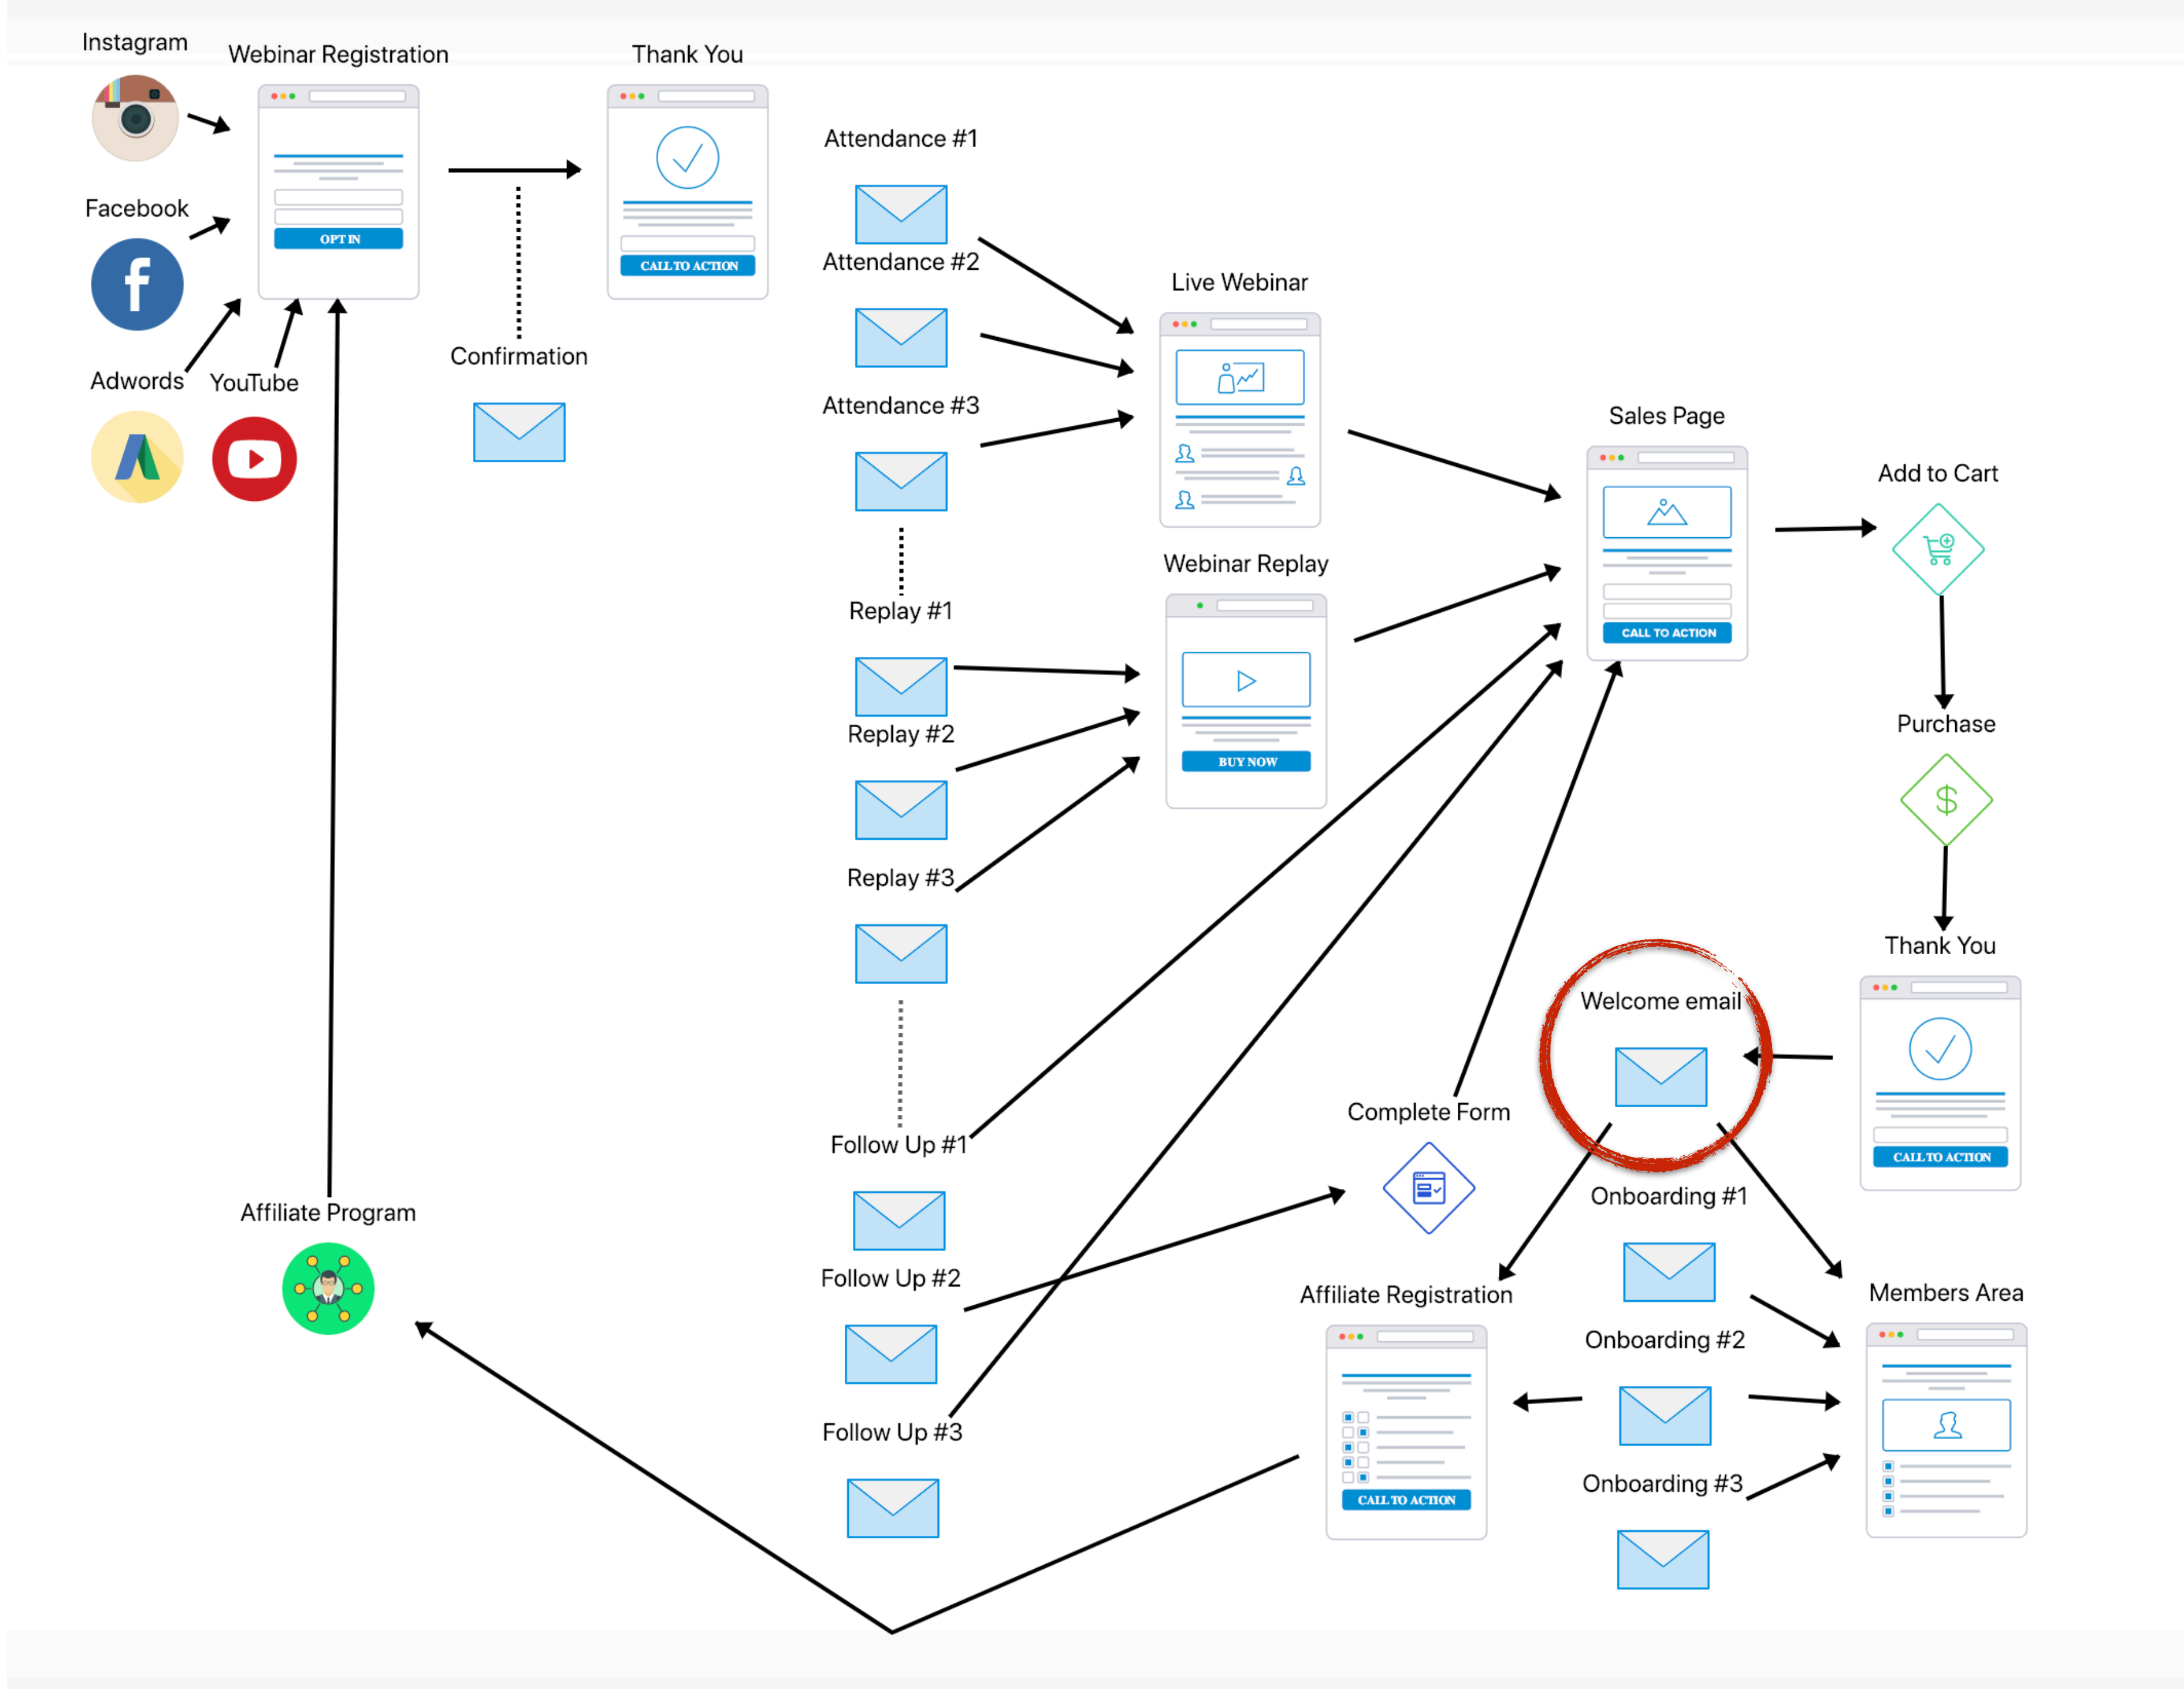 Instagram
Webinar Registration
Thank You
OPT IN
CALL TO ACTION
Facebook
f
Adwords
YouTube
Confirmation
Attendance #1
Attendance #2
Attendance #3
Live Webinar
Sales Page
CALL TO ACTION
Add to Cart
Webinar Replay
BUY NOW
Replay #1
Replay #2
Replay #3
Purchase
$
Thank You
CALL TO ACTION
Welcome email
Complete Form
Follow Up #1
Follow Up #2
Follow Up #3
Affiliate Program
Affiliate Registration
CALL TO ACTION
Onboarding #1
Onboarding #2
Onboarding #3
Members Area